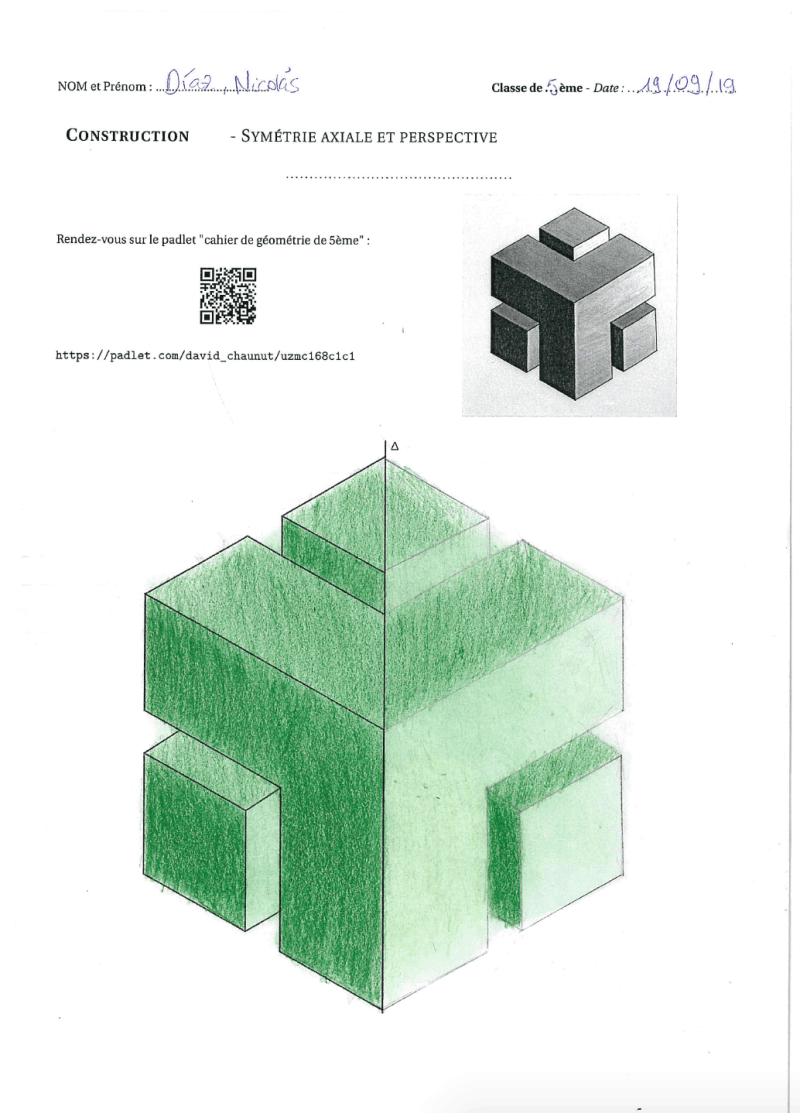 NOM et Prénom : Díaz, Nicolás Classe de 5ème - Date : 19/09/19
CONSTRUCTION - SYMÉTRIE AXIALE ET PERSPECTIVE
Rendez-vous sur le padlet "cahier de géométrie de 5ème" :
https://padlet.com/david_chaunut/uzmc168c1c1
Δ